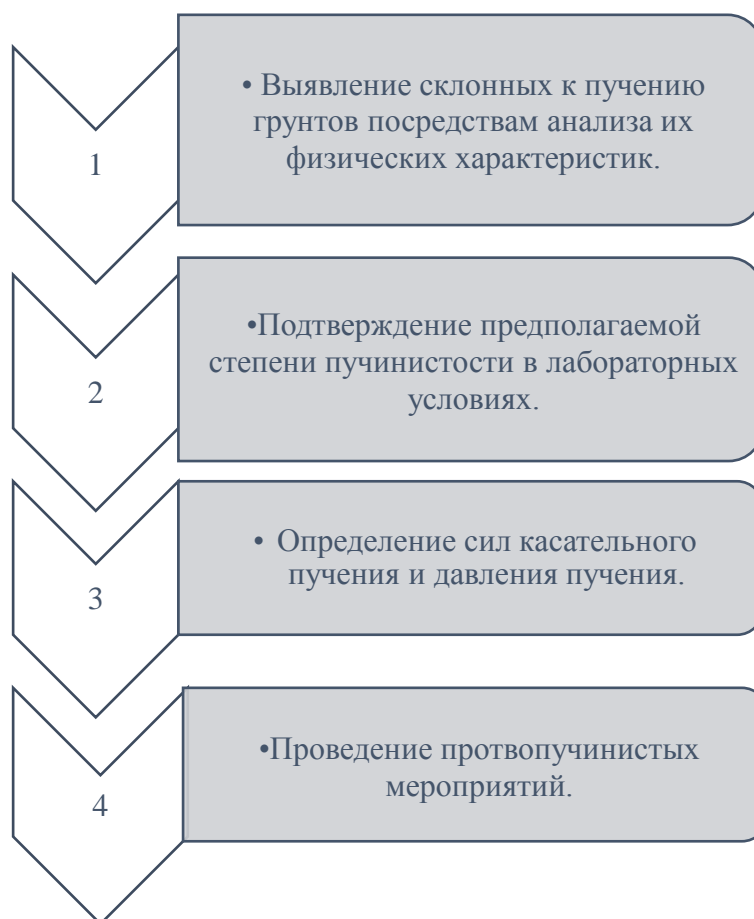 1
• Выявление склонных к пучению
грунтов посредствам анализа их
физических характеристик.
2
•Подтверждение предполагаемой
степени пучинистости в лабораторных
условиях.
3
• Определение сил касательного
пучения и давления пучения.
4
•Проведение протвопучинистых
мероприятий.